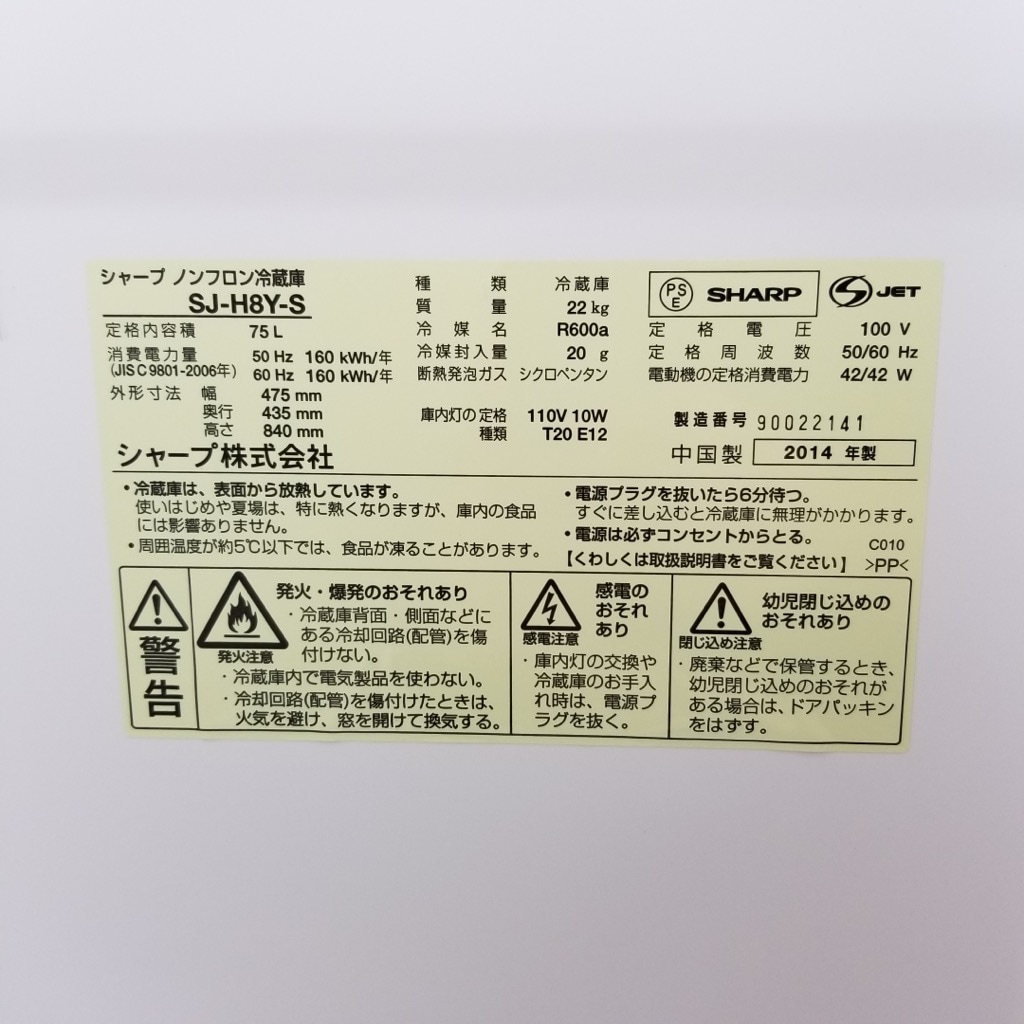 シャープ ノンフロン冷蔵庫
SJ-H8Y-S
定格内容積 75 L
消費電力量 50 Hz 160 kWh/年
(JIS C 9801-2006年) 60 Hz 160 kWh/年
外形寸法 幅 475 mm
奥行 435 mm
高さ 840 mm
シャープ株式会社
種類 冷蔵庫
質量 22 kg
冷媒名 R600a
冷媒封入量 20 g
断熱発泡ガス シクロペンタン
庫内灯の定格 110V 10W
種類 T20 E12
PS
E
SHARP
S JET
定格電圧 100 V
定格周波数 50/60 Hz
電動機の定格消費電力 42/42 W
製造番号 90022141
中国製 2014 年製
・冷蔵庫は、表面から放熱しています。
使いはじめや夏場は、特に熱くなりますが、庫内の食品
には影響ありません。
・周囲温度が約5℃以下では、食品が凍ることがあります。
・電源プラグを抜いたら6分待つ。
すぐに差し込むと冷蔵庫に無理がかかります。
・電源は必ずコンセントからとる。
C010
【くわしくは取扱説明書をご覧ください】 >PP<
警告
発火注意
発火・爆発のおそれあり
・冷蔵庫背面・側面などに
ある冷却回路(配管)を傷
付けない。
・冷蔵庫内で電気製品を使わない。
・冷却回路(配管)を傷付けたときは、
火気を避け、窓を開けて換気する。
感電注意
感電の
おそれ
あり
・庫内灯の交換や
冷蔵庫のお手入
れ時は、電源プ
ラグを抜く。
閉じ込め注意
幼児閉じ込めの
おそれあり
・廃棄などで保管するとき、
幼児閉じ込めのおそれが
ある場合は、ドアパッキン
をはずす。